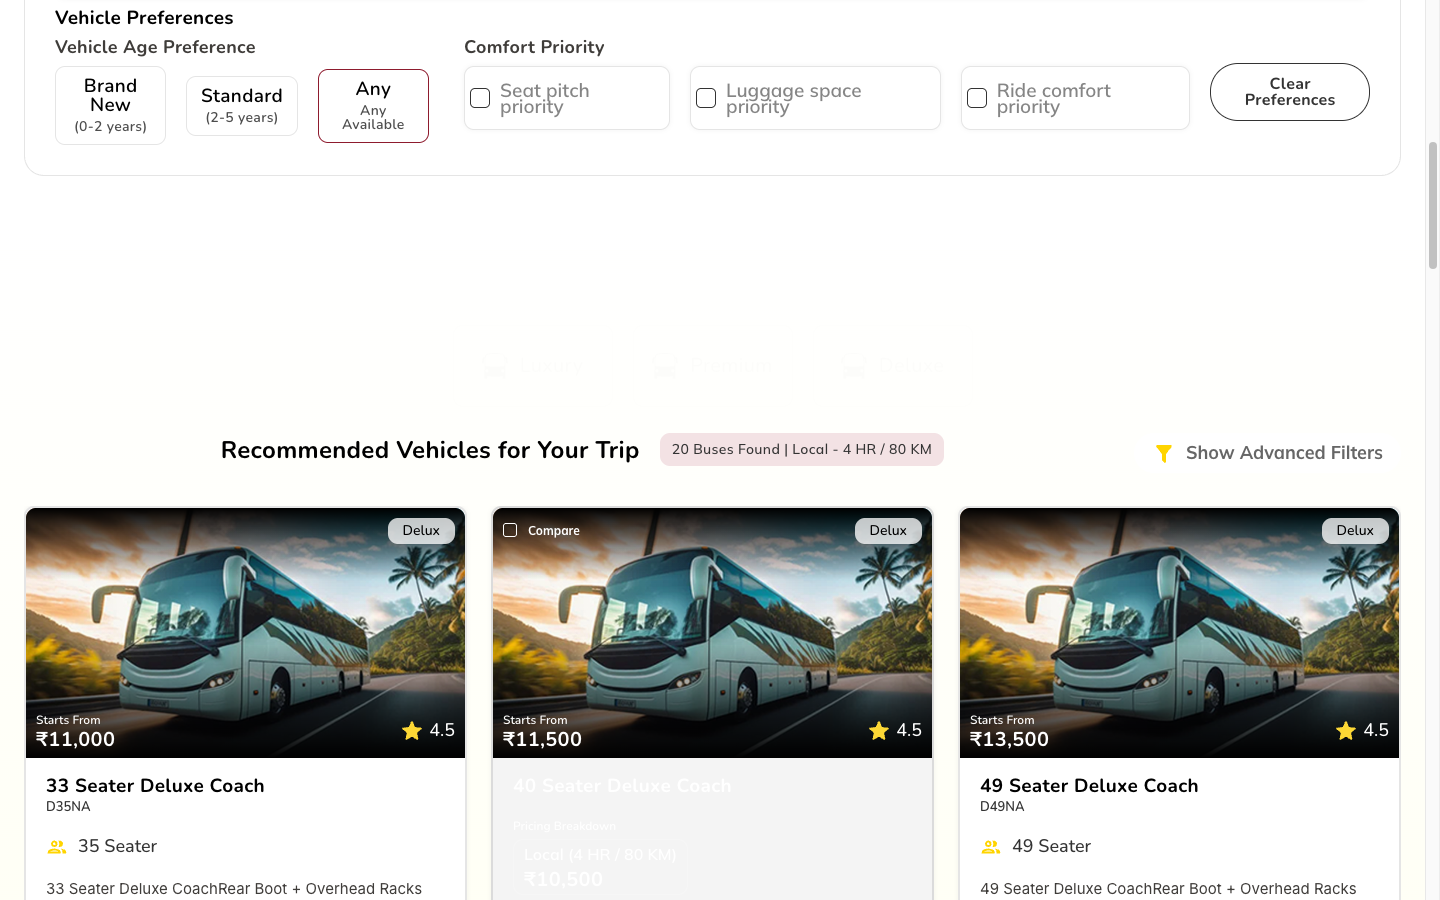 Vehicle Preferences
Vehicle Age Preference
Comfort Priority
Brand
New
(0-2 years)
Standard
(2-5 years)
Any
Any
Available
Seat pitch
priority
Luggage space
priority
Ride comfort
priority
Clear
Preferences
Luxury
Premium
Deluxe
Recommended Vehicles for Your Trip
20 Buses Found | Local - 4 HR / 80 KM
Show Advanced Filters
Delux
Starts From
₹11,000
4.5
33 Seater Deluxe Coach
D35NA
35 Seater
33 Seater Deluxe CoachRear Boot + Overhead Racks
Compare
Delux
Starts From
₹11,500
4.5
40 Seater Deluxe Coach
Pricing Breakdown
Local (4 HR / 80 KM)
₹10,500
Delux
Starts From
₹13,500
4.5
49 Seater Deluxe Coach
D49NA
49 Seater
49 Seater Deluxe CoachRear Boot + Overhead Racks